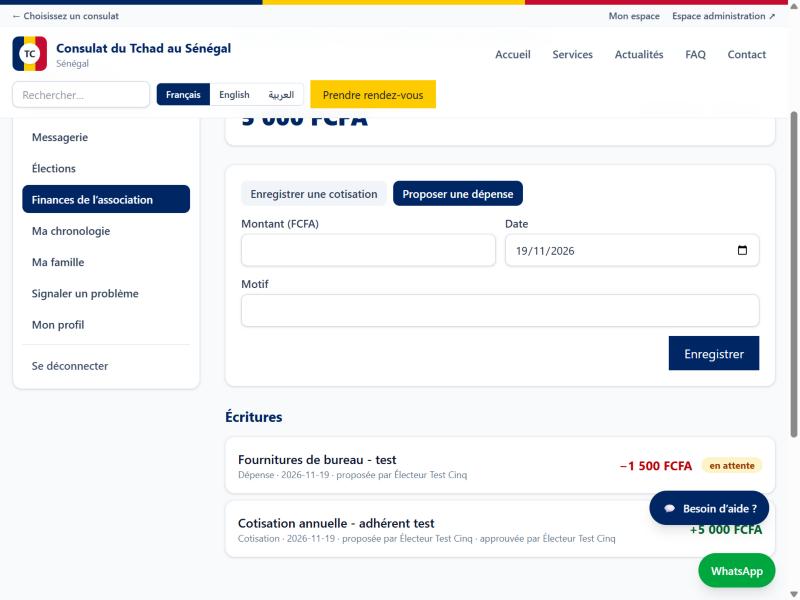 ← Choisissez un consulat
Mon espace
Espace administration ↗
TC
Consulat du Tchad au Sénégal
Sénégal
Accueil
Services
Actualités
FAQ
Contact
Rechercher...
Français
English
العربية
Prendre rendez-vous
5 000 FCFA
Messagerie
Élections
Finances de l'association
Ma chronologie
Ma famille
Signaler un problème
Mon profil
Se déconnecter
Enregistrer une cotisation
Proposer une dépense
Montant (FCFA)
Date
19/11/2026
Motif
Enregistrer
Écritures
Fournitures de bureau - test
Dépense · 2026-11-19 · proposée par Électeur Test Cinq
−1 500 FCFA
en attente
Cotisation annuelle - adhérent test
Cotisation · 2026-11-19 · proposée par Électeur Test Cinq · approuvée par Électeur Test Cinq
+5 000 FCFA
Besoin d'aide ?
WhatsApp